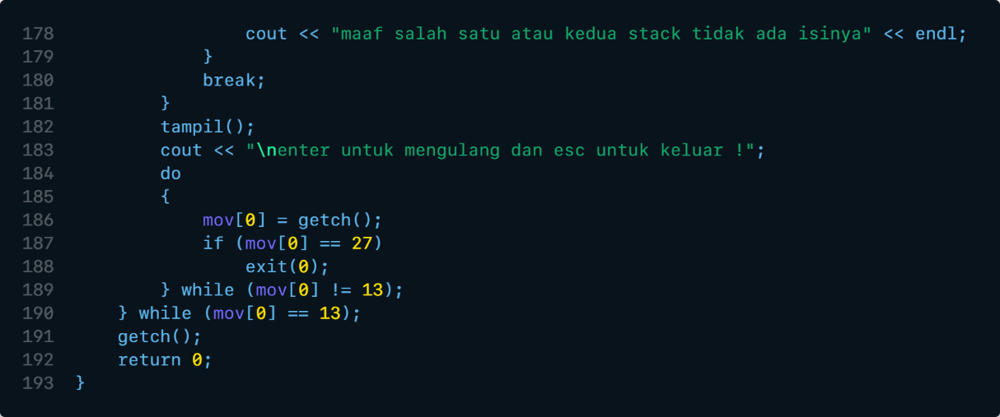 178                  cout << "maaf salah satu atau kedua stack tidak ada isinya" << endl;
179              }
180              break;
181          }
182          tampil();
183          cout << "\nenter untuk mengulang dan esc untuk keluar !";
184          do
185          {
186              mov[0] = getch();
187              if (mov[0] == 27)
188                  exit(0);
189          } while (mov[0] != 13);
190      } while (mov[0] == 13);
191      getch();
192      return 0;
193  }